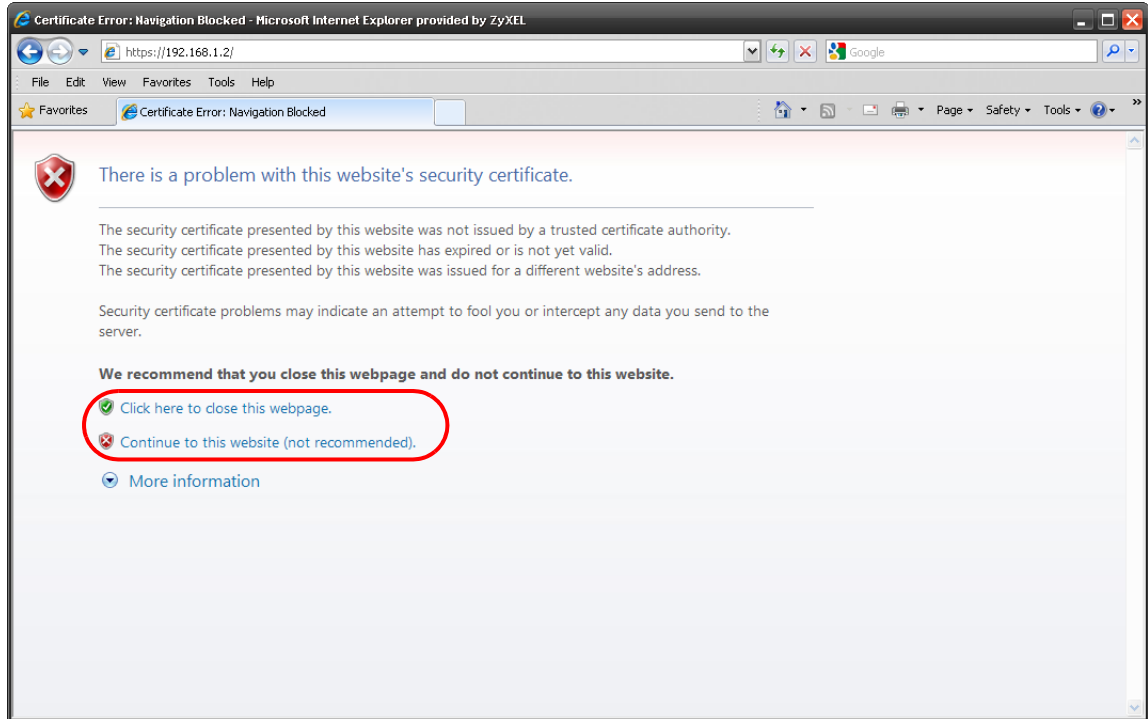 Certificate Error: Navigation Blocked - Microsoft Internet Explorer provided by ZyXEL
https://192.168.1.2/
Google
File Edit View Favorites Tools Help
Favorites
Certificate Error: Navigation Blocked
Page Safety Tools
There is a problem with this website's security certificate.
The security certificate presented by this website was not issued by a trusted certificate authority.
The security certificate presented by this website has expired or is not yet valid.
The security certificate presented by this website was issued for a different website's address.
Security certificate problems may indicate an attempt to fool you or intercept any data you send to the
server.
We recommend that you close this webpage and do not continue to this website.
Click here to close this webpage.
Continue to this website (not recommended).
More information